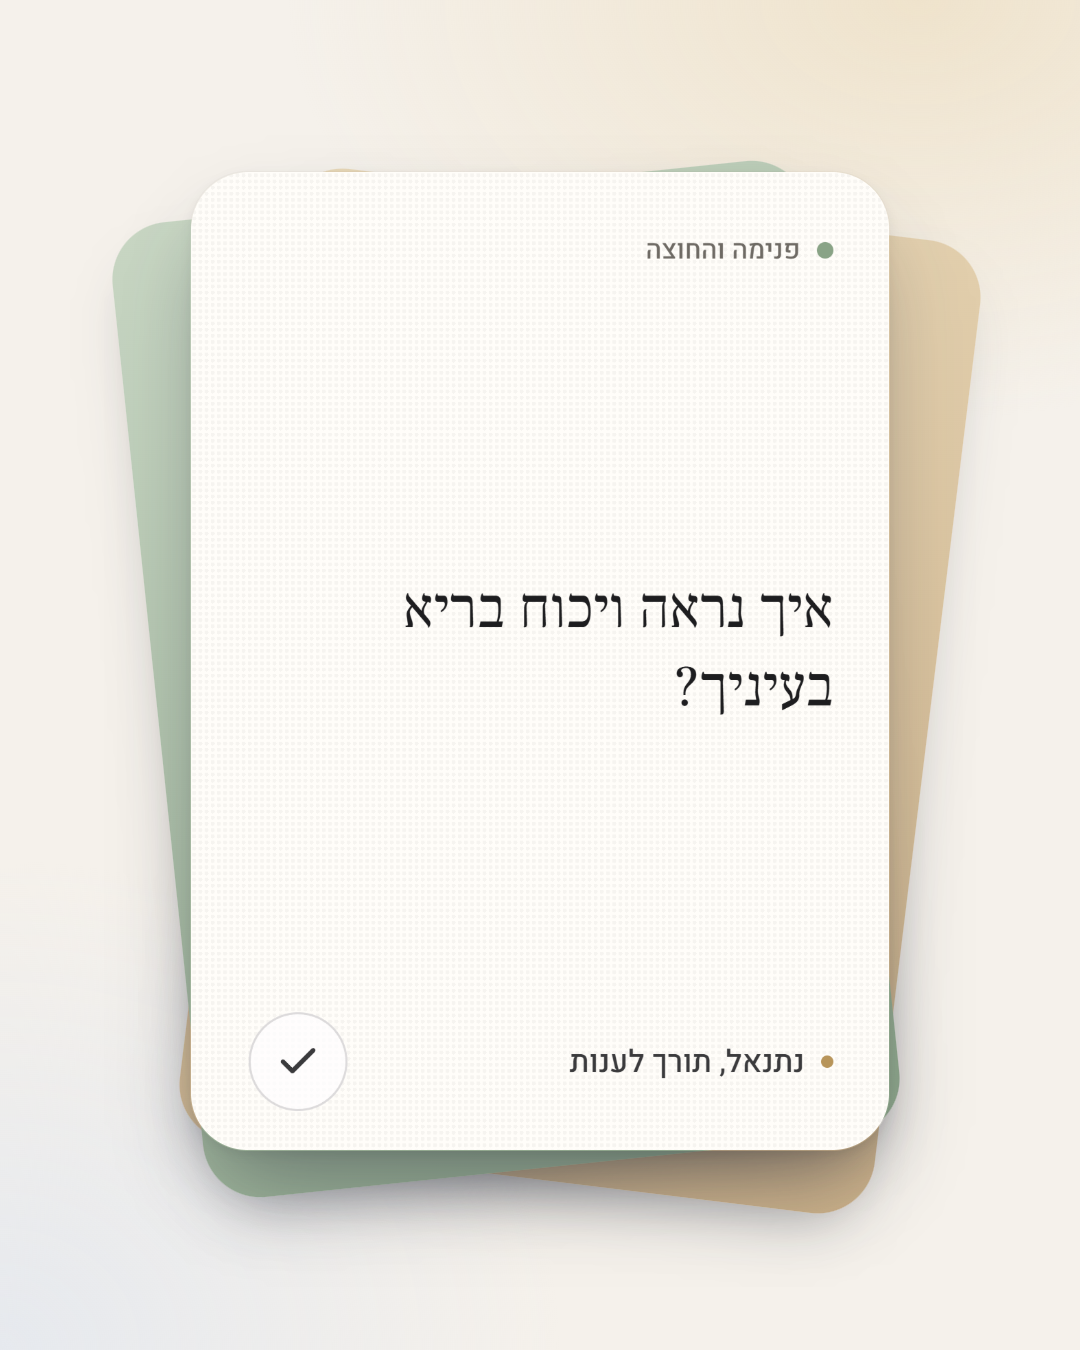 פנימה והחוצה
איך נראה ויכוח בריא
בעיניך?
נתנאל, תורך לענות